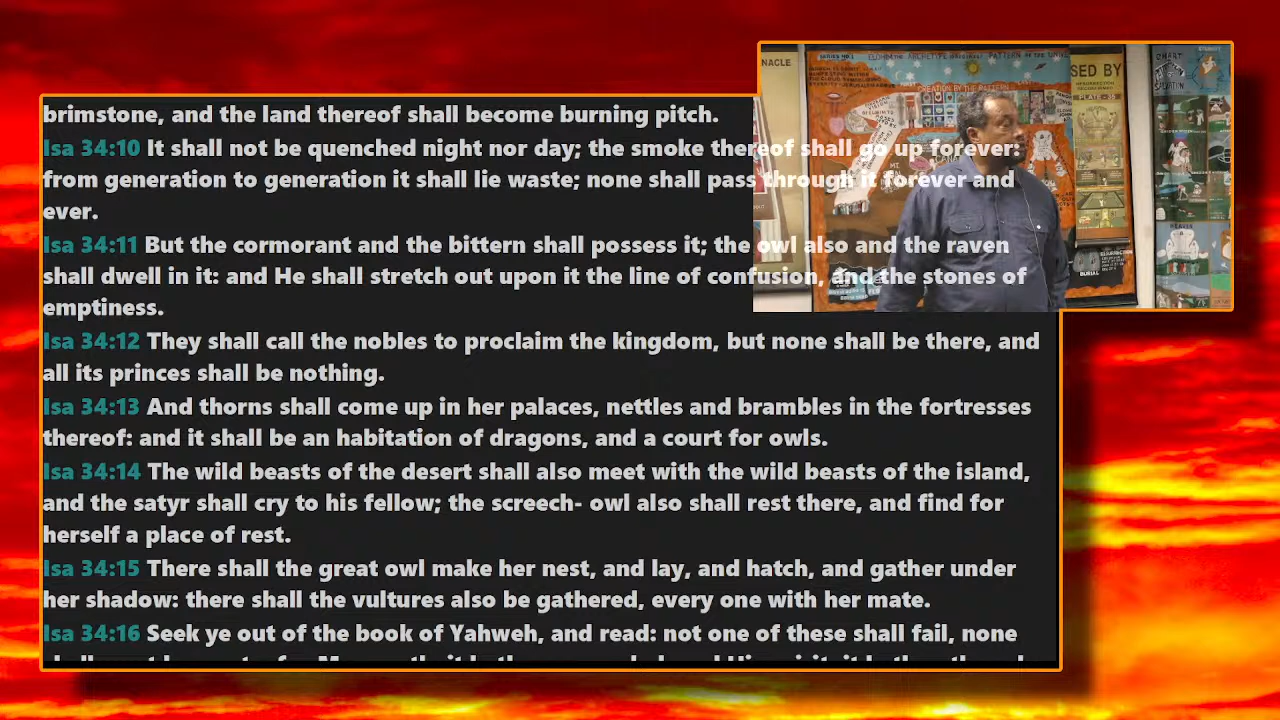 brimstone, and the land thereof shall become burning pitch.
Isa 34:10 It shall not be quenched night nor day; the smoke thereof shall go up forever:
from generation to generation it shall lie waste; none shall pass through it forever and
ever.
Isa 34:11 But the cormorant and the bittern shall possess it; the owl also and the raven
shall dwell in it: and He shall stretch out upon it the line of confusion, and the stones of
emptiness.
Isa 34:12 They shall call the nobles to proclaim the kingdom, but none shall be there, and
all its princes shall be nothing.
Isa 34:13 And thorns shall come up in her palaces, nettles and brambles in the fortresses
thereof: and it shall be an habitation of dragons, and a court for owls.
Isa 34:14 The wild beasts of the desert shall also meet with the wild beasts of the island,
and the satyr shall cry to his fellow; the screech- owl also shall rest there, and find for
herself a place of rest.
Isa 34:15 There shall the great owl make her nest, and lay, and hatch, and gather under
her shadow: there shall the vultures also be gathered, every one with her mate.
Isa 34:16 Seek ye out of the book of Yahweh, and read: not one of these shall fail, none
NACLE
CREATION BY THE PATTERN
SED BY
BURIAL